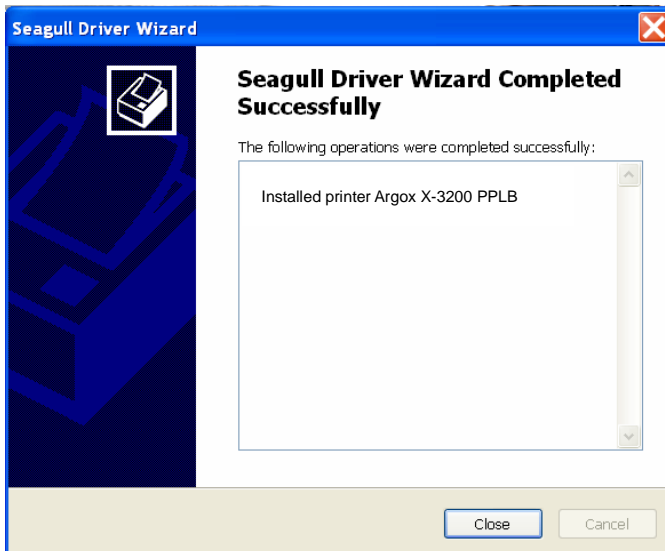 Seagull Driver Wizard
Seagull Driver Wizard Completed
Successfully
The following operations were completed successfully:
Installed printer Argox X-3200 PPLB
Close
Cancel